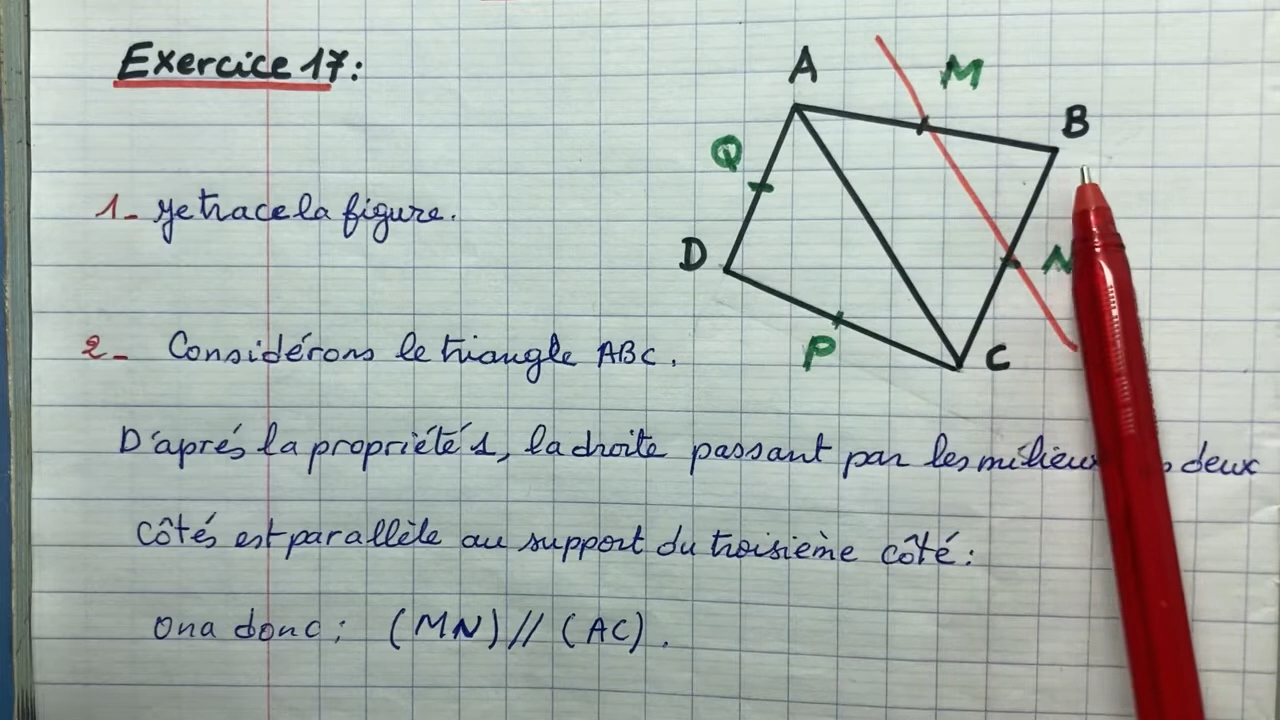 Exercice 17:
A
M
B
Q
1- Je trace la figure.
D
N
2- Considérons le triangle ABC.
P
C
D'aprés la propriété 1, la droite passant par les milieux deux
côtés est parallèle au support du troisième côté:
On a donc: (MN) // (AC).